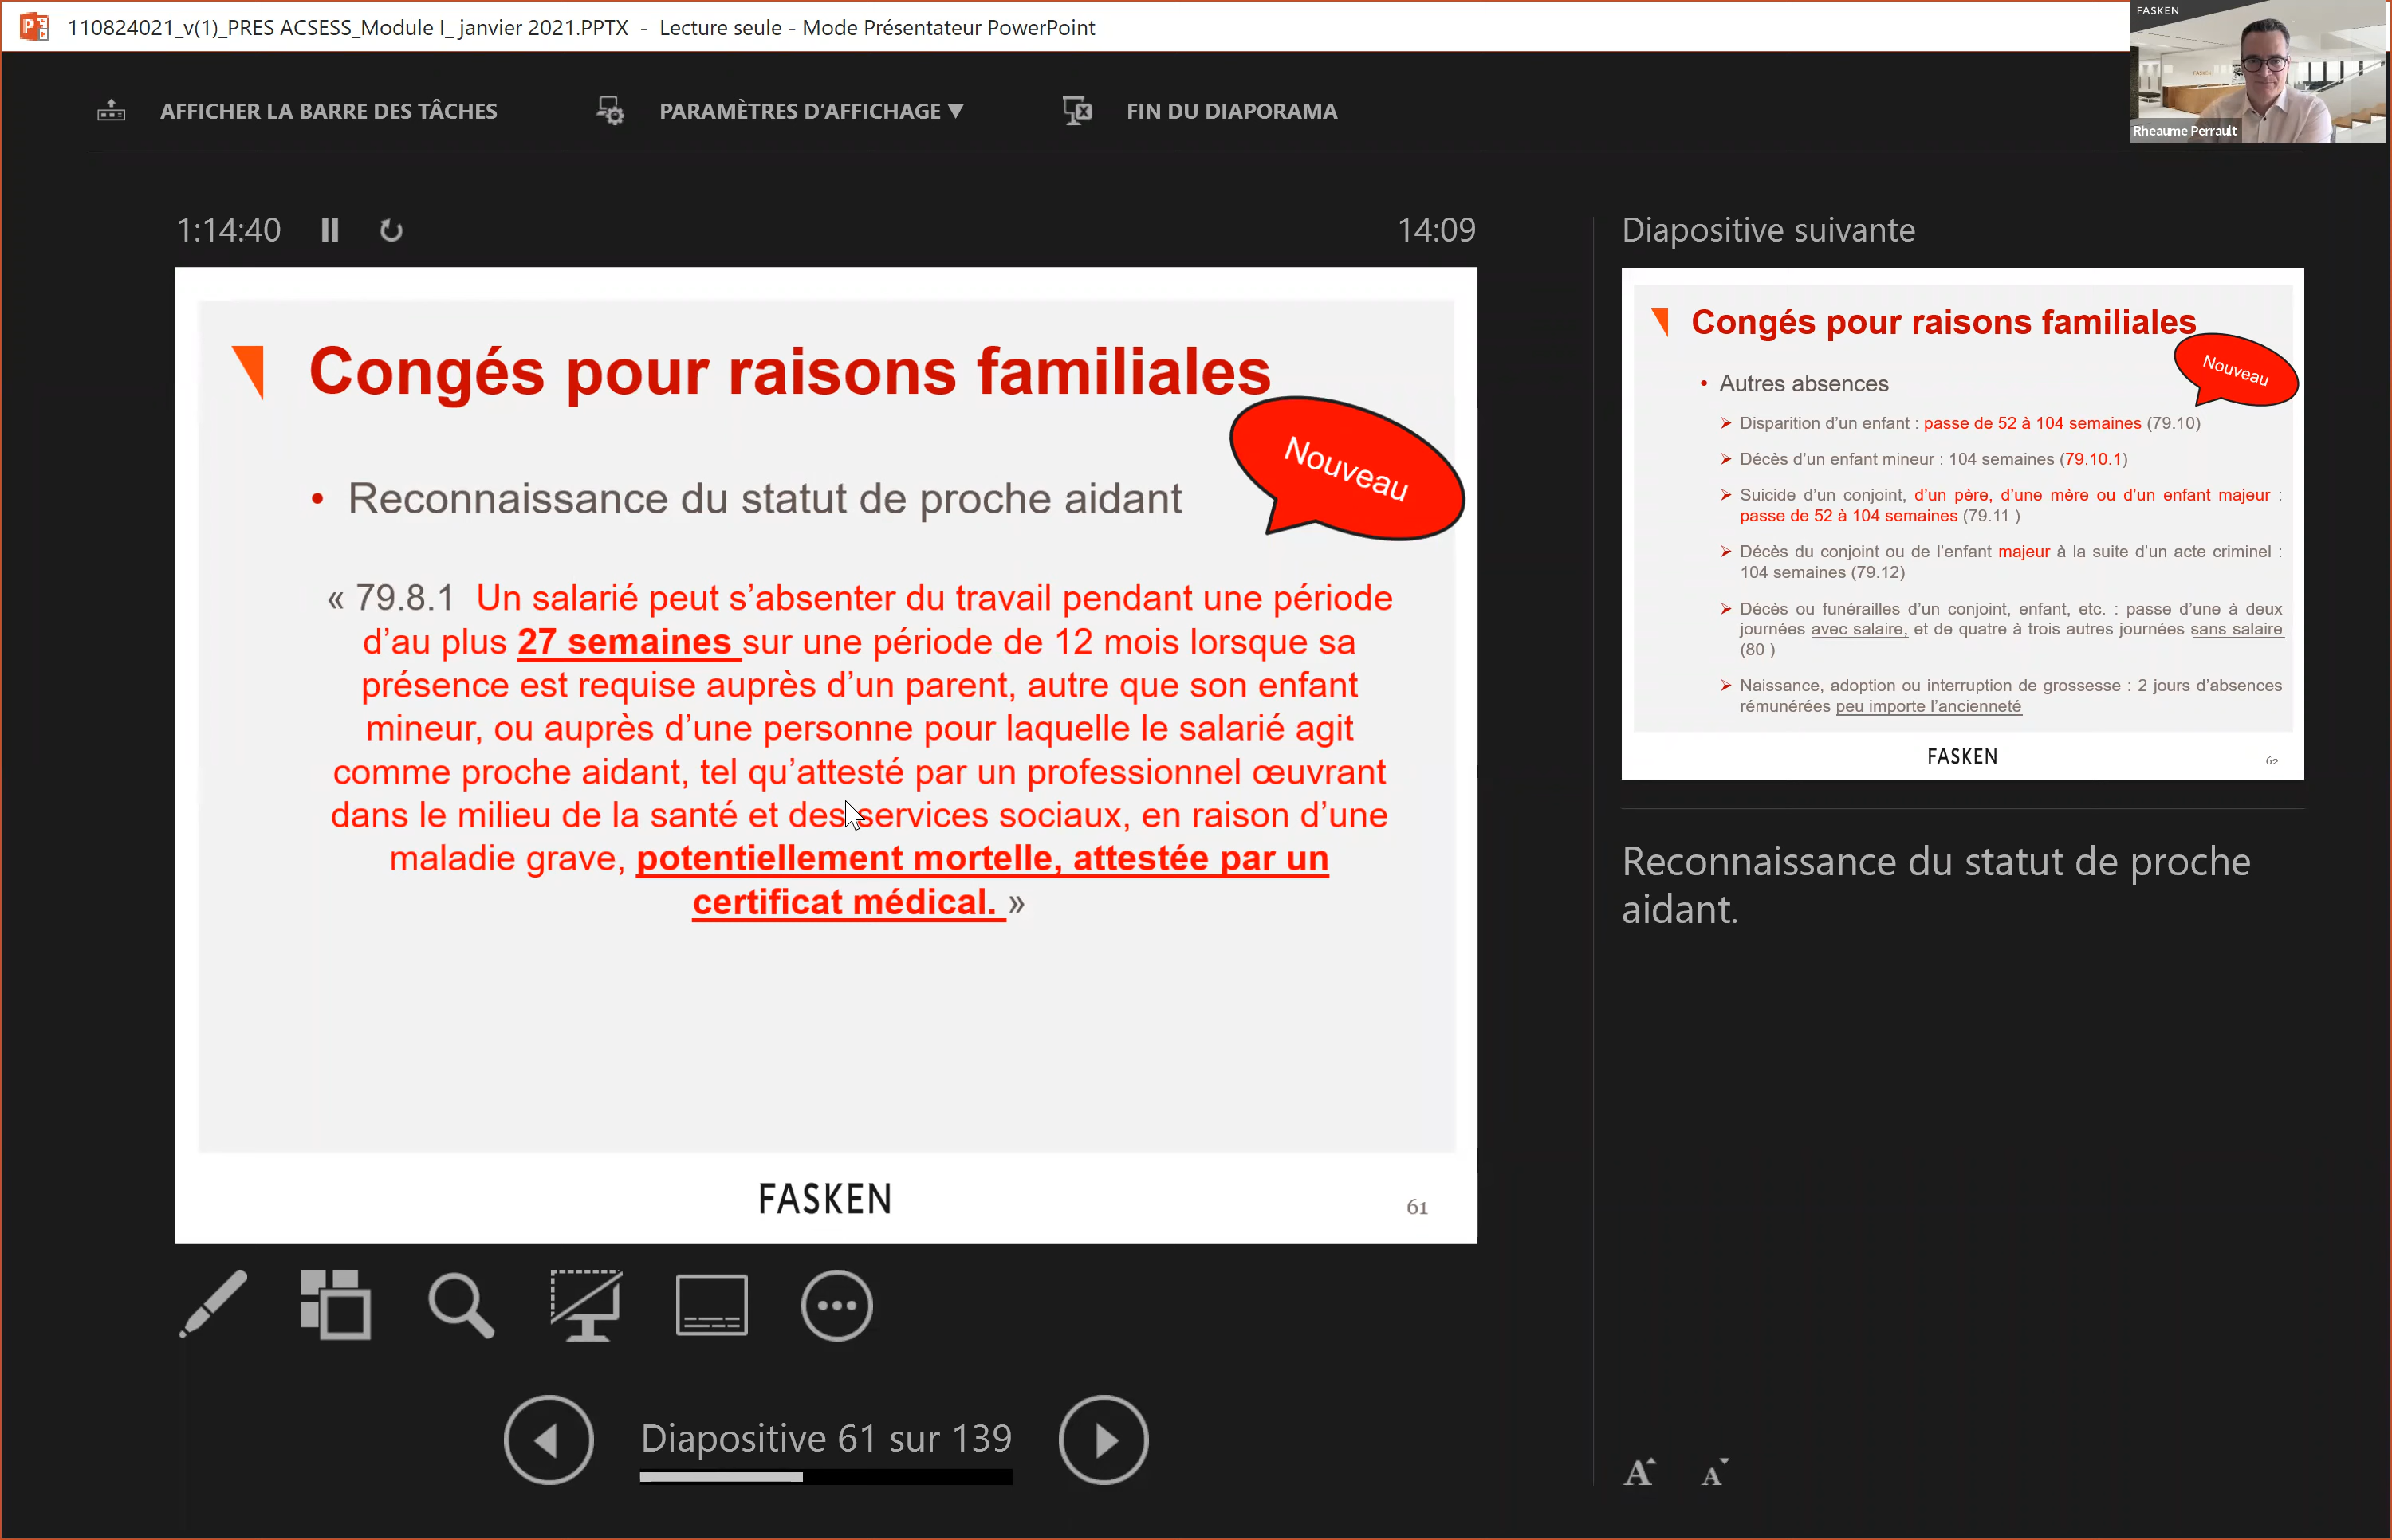 110824021_v(1)_PRES ACSESS_Module I_ janvier 2021.PPTX - Lecture seule - Mode Présentateur PowerPoint
FASKEN
Rheaume Perrault
AFFICHER LA BARRE DES TÂCHES
PARAMÈTRES D’AFFICHAGE ▼
FIN DU DIAPORAMA
1:14:40
14:09
Congés pour raisons familiales
Nouveau
• Reconnaissance du statut de proche aidant
« 79.8.1 Un salarié peut s’absenter du travail pendant une période
d’au plus 27 semaines sur une période de 12 mois lorsque sa
présence est requise auprès d’un parent, autre que son enfant
mineur, ou auprès d’une personne pour laquelle le salarié agit
comme proche aidant, tel qu’attesté par un professionnel œuvrant
dans le milieu de la santé et des services sociaux, en raison d’une
maladie grave, potentiellement mortelle, attestée par un
certificat médical. »
FASKEN
61
Diapositive 61 sur 139
Diapositive suivante
Congés pour raisons familiales
Nouveau
• Autres absences
➢ Disparition d’un enfant : passe de 52 à 104 semaines (79.10)
➢ Décès d’un enfant mineur : 104 semaines (79.10.1)
➢ Suicide d’un conjoint, d’un père, d’une mère ou d’un enfant majeur :
passe de 52 à 104 semaines (79.11 )
➢ Décès du conjoint ou de l’enfant majeur à la suite d’un acte criminel :
104 semaines (79.12)
➢ Décès ou funérailles d’un conjoint, enfant, etc. : passe d’une à deux
journées avec salaire, et de quatre à trois autres journées sans salaire
(80 )
➢ Naissance, adoption ou interruption de grossesse : 2 jours d’absences
rémunérées peu importe l’ancienneté
FASKEN
62
Reconnaissance du statut de proche
aidant.
A A